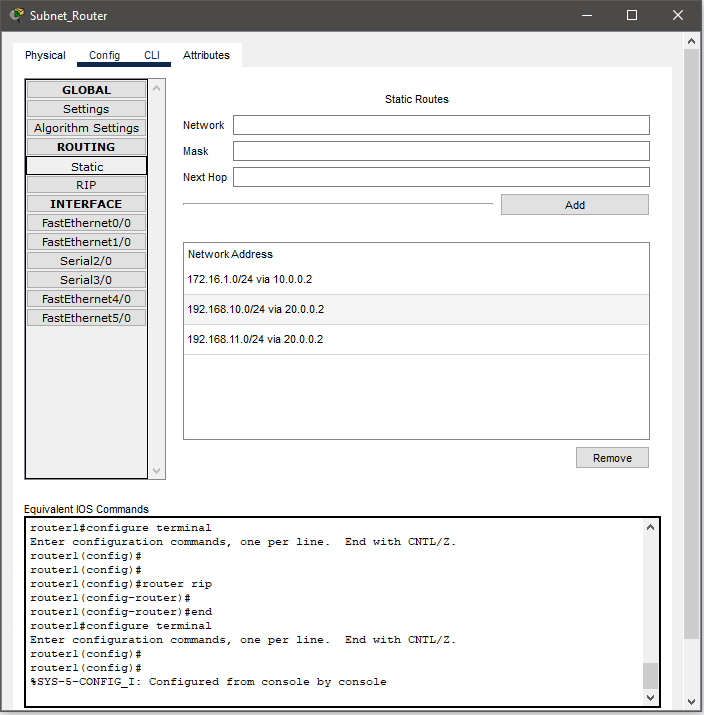 Subnet_Router
Physical Config CLI Attributes
GLOBAL
Settings
Algorithm Settings
ROUTING
Static
RIP
INTERFACE
FastEthernet0/0
FastEthernet1/0
Serial2/0
Serial3/0
FastEthernet4/0
FastEthernet5/0
Static Routes
Network
Mask
Next Hop
Add
Network Address
172.16.1.0/24 via 10.0.0.2
192.168.10.0/24 via 20.0.0.2
192.168.11.0/24 via 20.0.0.2
Remove
Equivalent IOS Commands
router1#configure terminal
Enter configuration commands, one per line.  End with CNTL/Z.
router1(config)#
router1(config)#
router1(config)#router rip
router1(config-router)#
router1(config-router)#end
router1#configure terminal
Enter configuration commands, one per line.  End with CNTL/Z.
router1(config)#
router1(config)#
%SYS-5-CONFIG_I: Configured from console by console